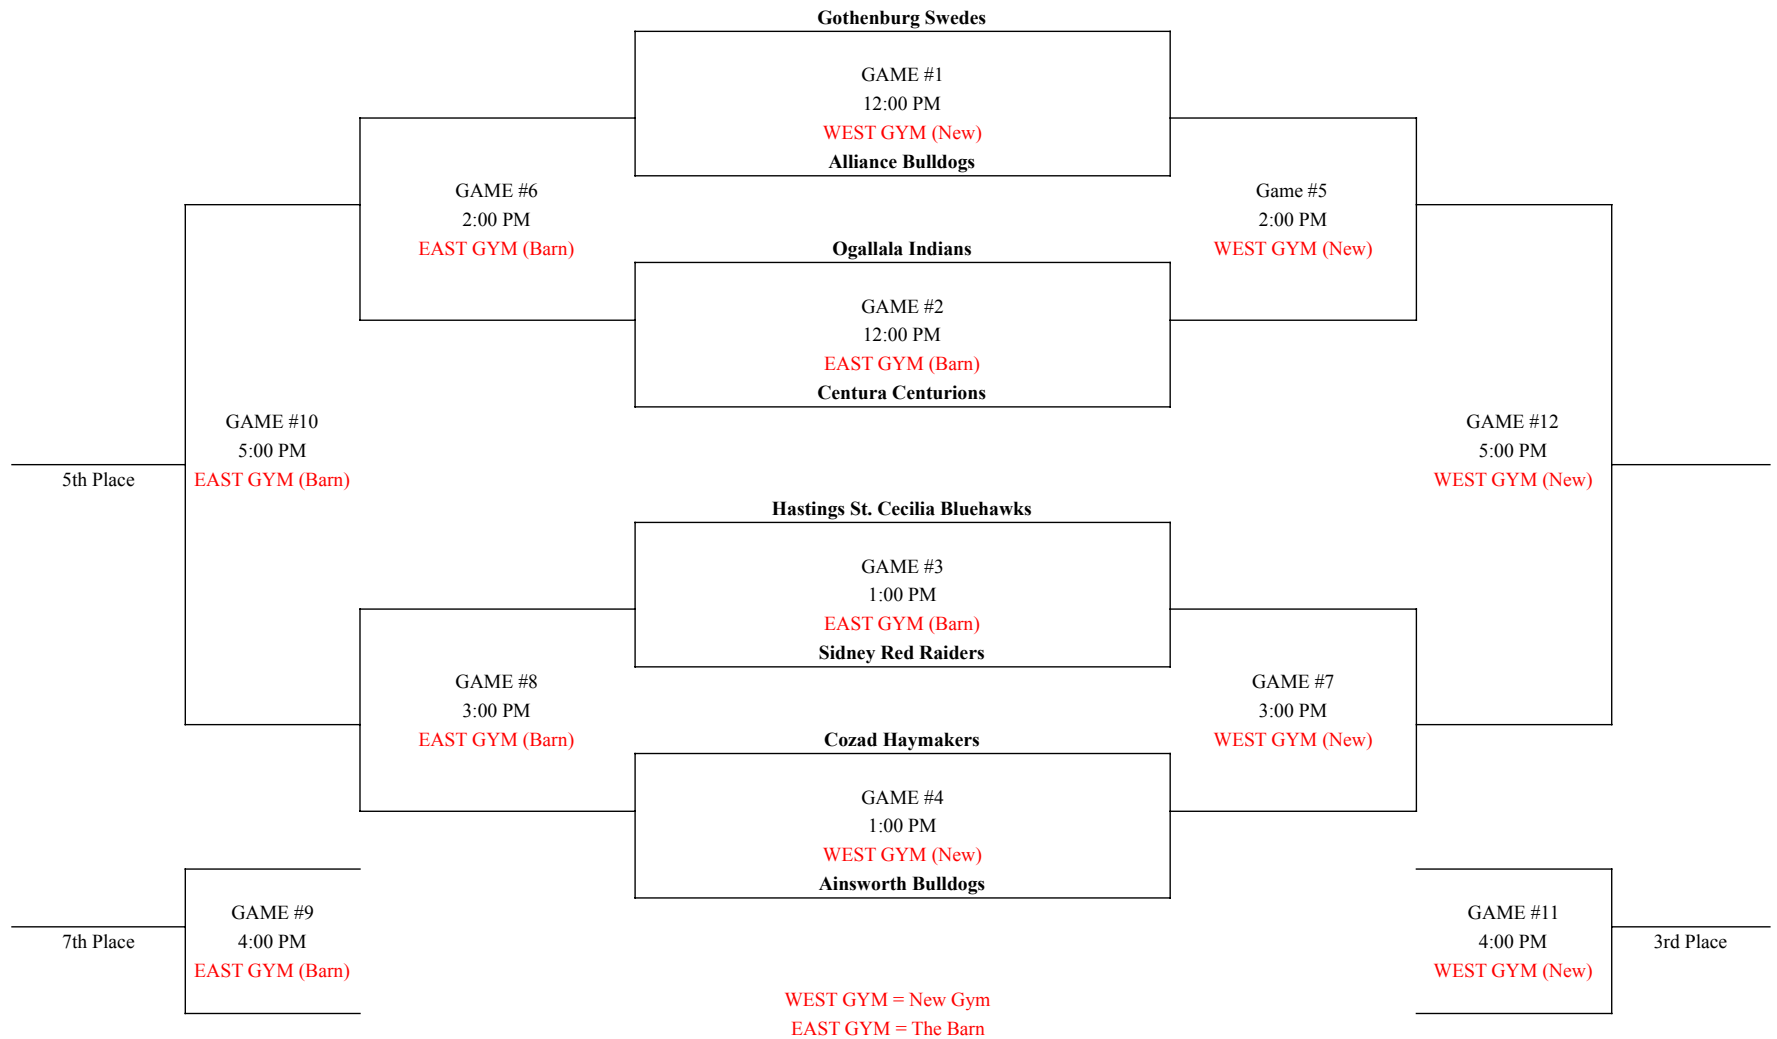 Gothenburg Swedes
GAME #1
12:00 PM
WEST GYM (New)
Alliance Bulldogs
GAME #6
2:00 PM
EAST GYM (Barn)
Game #5
2:00 PM
WEST GYM (New)
Ogallala Indians
GAME #2
12:00 PM
EAST GYM (Barn)
Centura Centurions
GAME #10
5:00 PM
EAST GYM (Barn)
5th Place
GAME #12
5:00 PM
WEST GYM (New)
Hastings St. Cecilia Bluehawks
GAME #3
1:00 PM
EAST GYM (Barn)
Sidney Red Raiders
GAME #8
3:00 PM
EAST GYM (Barn)
GAME #7
3:00 PM
WEST GYM (New)
Cozad Haymakers
GAME #4
1:00 PM
WEST GYM (New)
Ainsworth Bulldogs
GAME #9
4:00 PM
EAST GYM (Barn)
7th Place
GAME #11
4:00 PM
WEST GYM (New)
3rd Place
WEST GYM = New Gym
EAST GYM = The Barn